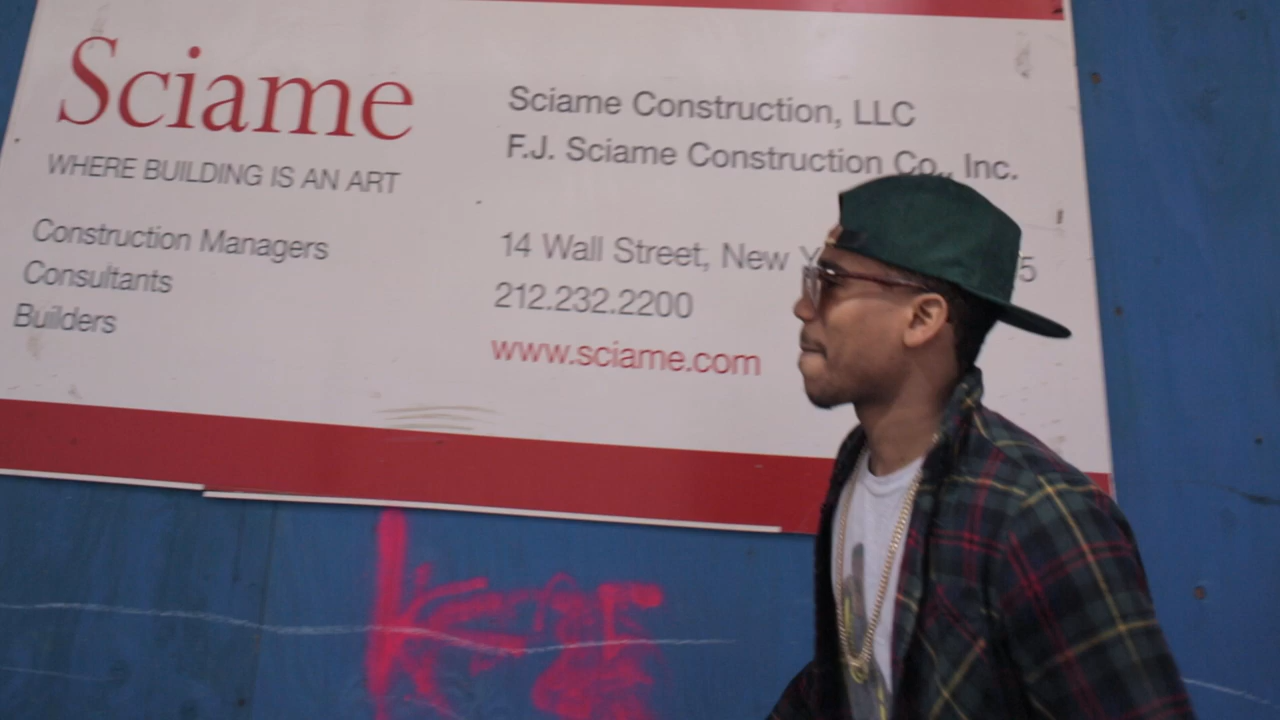 Sciame
WHERE BUILDING IS AN ART
Construction Managers
Consultants
Builders
Sciame Construction, LLC
F.J. Sciame Construction Co., Inc.
14 Wall Street, New
212.232.2200
www.sciame.com